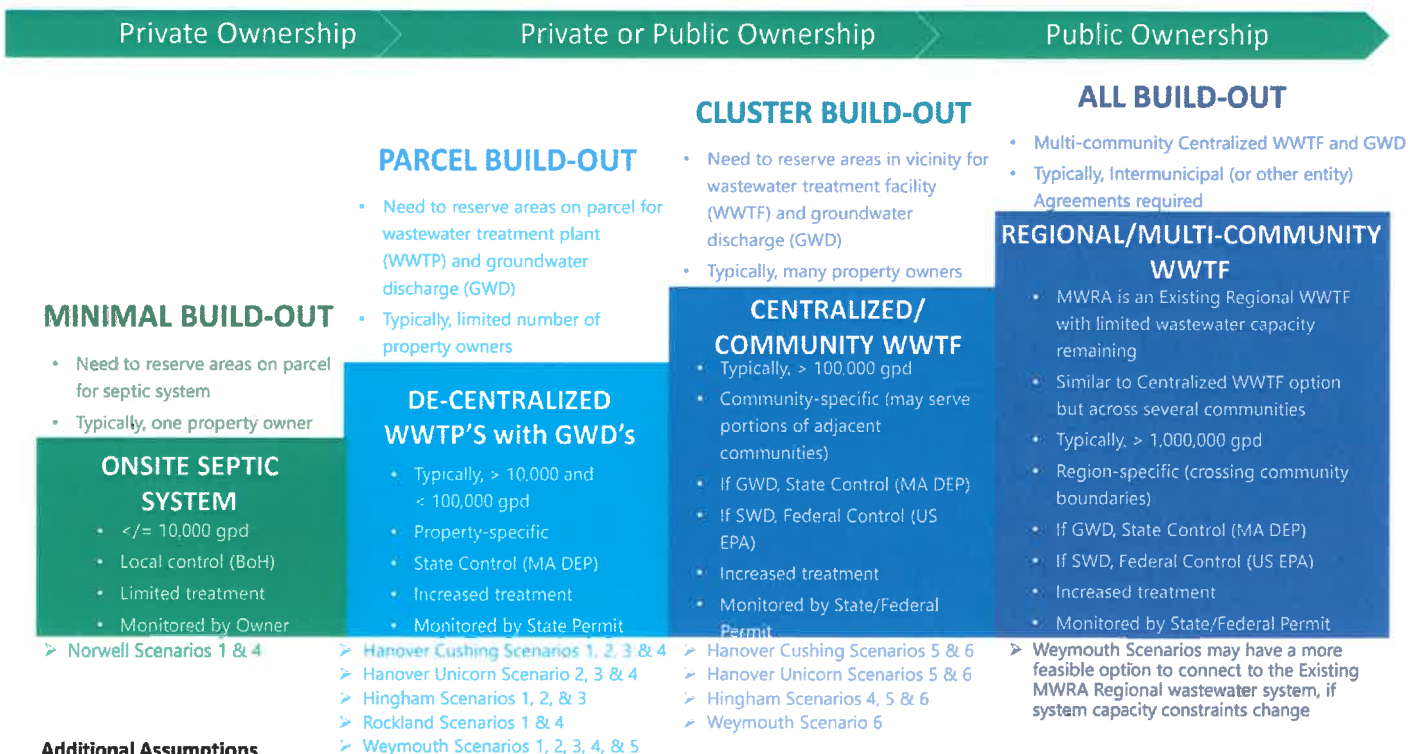 Private Ownership
Private or Public Ownership
Public Ownership
MINIMAL BUILD-OUT
• Need to reserve areas on parcel
for septic system
• Typically, one property owner
ONSITE SEPTIC
SYSTEM
• </= 10,000 gpd
• Local control (BoH)
• Limited treatment
• Monitored by Owner
➢ Norwell Scenarios 1 & 4
PARCEL BUILD-OUT
• Need to reserve areas on parcel for
wastewater treatment plant
(WWTP) and groundwater
discharge (GWD)
• Typically, limited number of
property owners
DE-CENTRALIZED
WWTP'S with GWD's
• Typically, > 10,000 and
< 100,000 gpd
• Property-specific
• State Control (MA DEP)
• Increased treatment
• Monitored by State Permit
➢ Hanover Cushing Scenarios 1, 2, 3 & 4
➢ Hanover Unicorn Scenario 2, 3 & 4
➢ Hingham Scenarios 1, 2, & 3
➢ Rockland Scenarios 1 & 4
➢ Weymouth Scenarios 1, 2, 3, 4, & 5
CLUSTER BUILD-OUT
• Need to reserve areas in vicinity for
wastewater treatment facility
(WWTF) and groundwater
discharge (GWD)
• Typically, many property owners
CENTRALIZED/
COMMUNITY WWTF
• Typically, > 100,000 gpd
• Community-specific (may serve
portions of adjacent
communities)
• If GWD, State Control (MA DEP)
• If SWD, Federal Control (US
EPA)
• Increased treatment
• Monitored by State/Federal
Permit
➢ Hanover Cushing Scenarios 5 & 6
➢ Hanover Unicorn Scenarios 5 & 6
➢ Hingham Scenarios 4, 5 & 6
➢ Weymouth Scenario 6
ALL BUILD-OUT
• Multi-community Centralized WWTF and GWD
• Typically, Intermunicipal (or other entity)
Agreements required
REGIONAL/MULTI-COMMUNITY
WWTF
• MWRA is an Existing Regional WWTF
with limited wastewater capacity
remaining
• Similar to Centralized WWTF option
but across several communities
• Typically, > 1,000,000 gpd
• Region-specific (crossing community
boundaries)
• If GWD, State Control (MA DEP)
• If SWD, Federal Control (US EPA)
• Increased treatment
• Monitored by State/Federal Permit
➢ Weymouth Scenarios may have a more
feasible option to connect to the Existing
MWRA Regional wastewater system, if
system capacity constraints change
Additional Assumptions